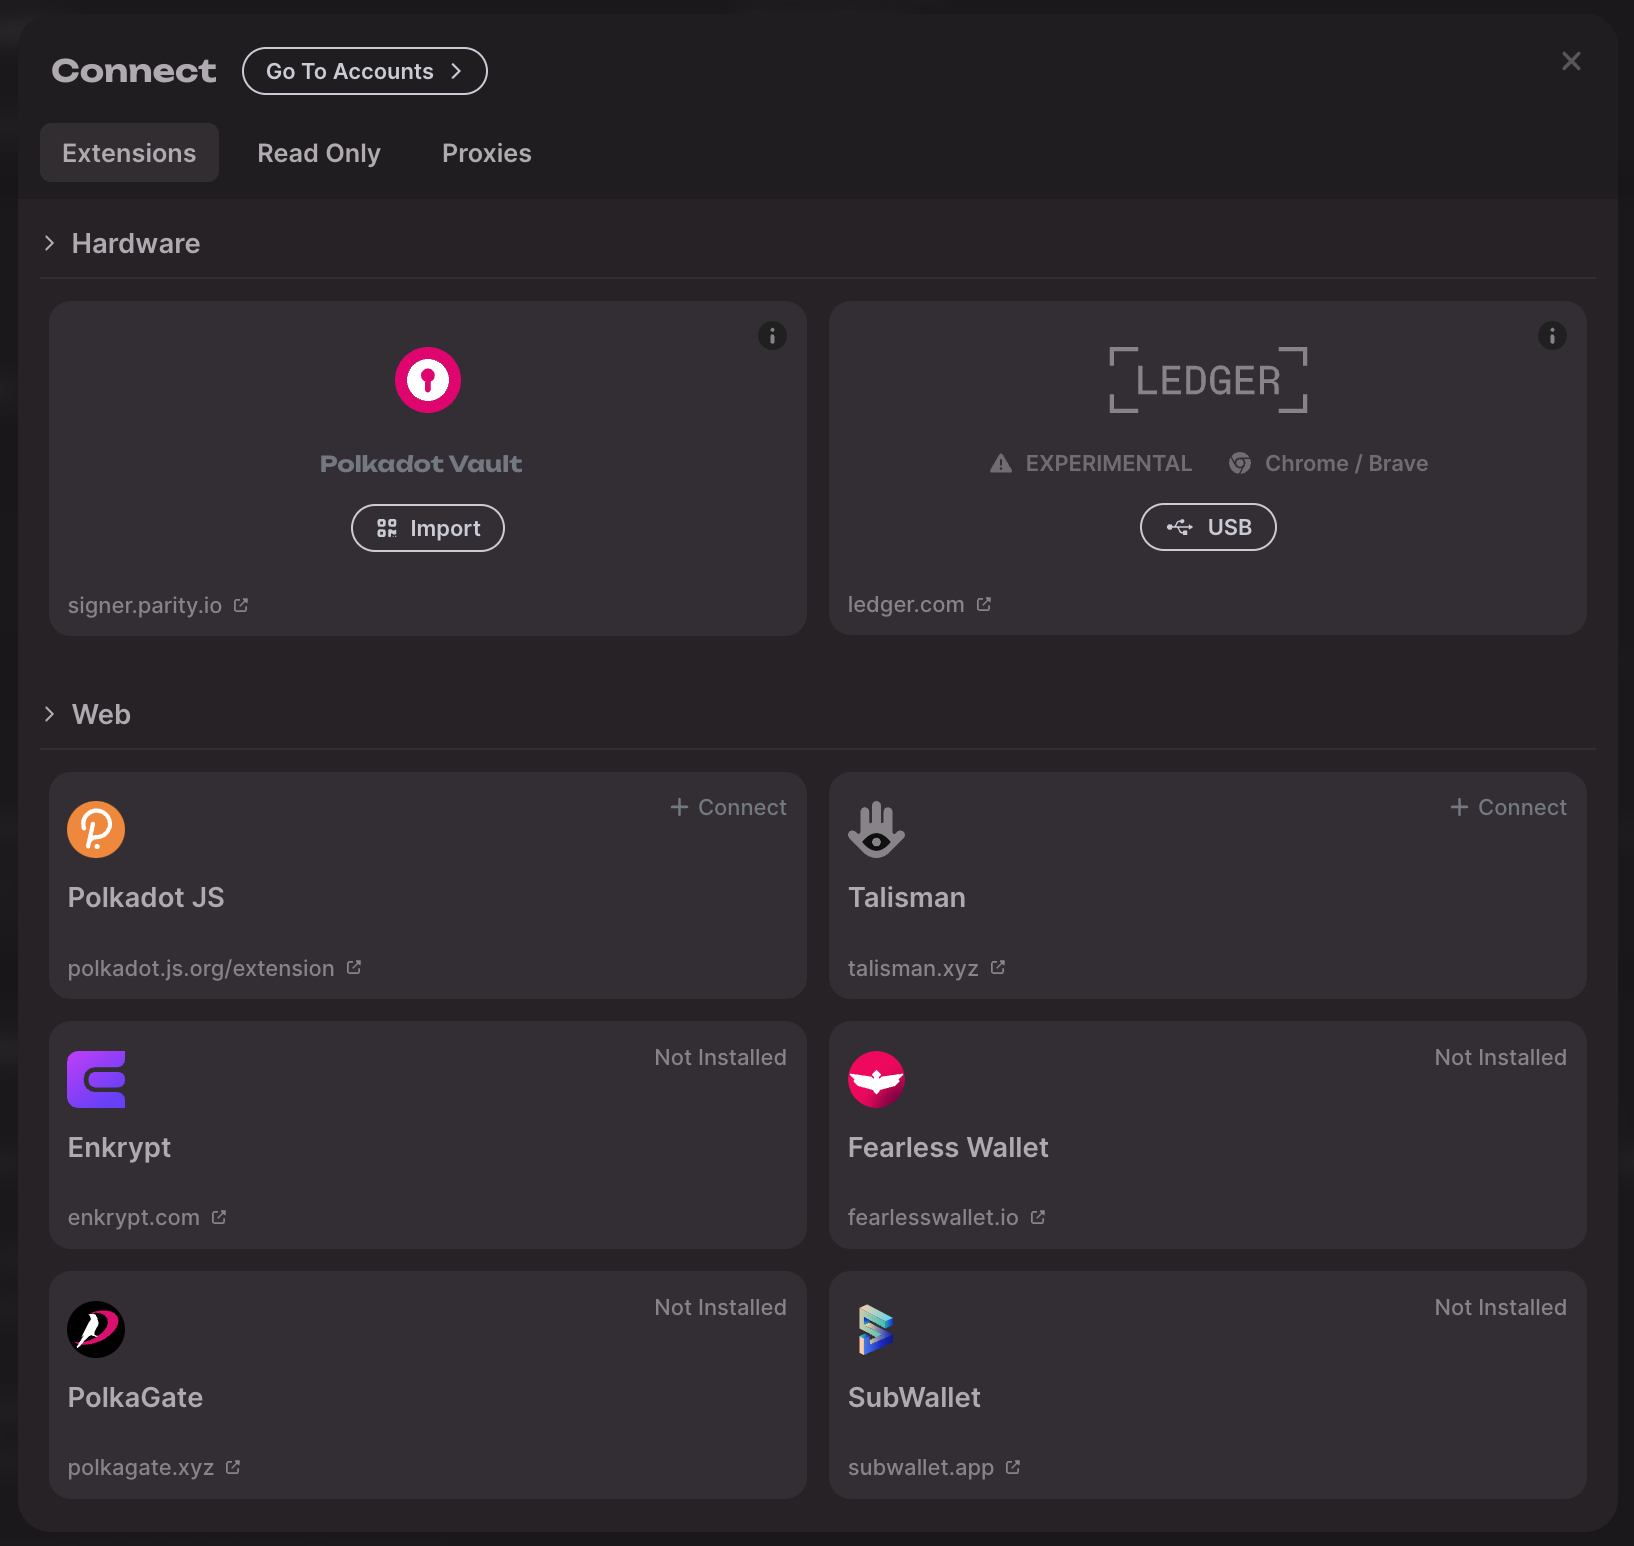 Connect
Go To Accounts
Extensions
Read Only
Proxies
Hardware
Polkadot Vault
Import
signer.parity.io
LEDGER
EXPERIMENTAL
Chrome / Brave
USB
ledger.com
Web
Connect
Polkadot JS
polkadot.js.org/extension
Connect
Talisman
talisman.xyz
Not Installed
Enkrypt
enkrypt.com
Not Installed
Fearless Wallet
fearlesswallet.io
Not Installed
PolkaGate
polkagate.xyz
Not Installed
SubWallet
subwallet.app